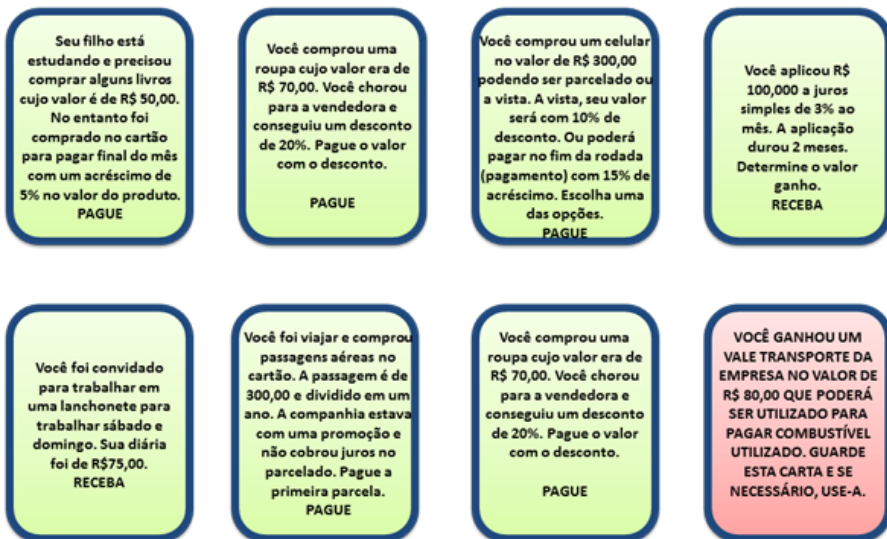 Seu filho está
estudando e precisou
comprar alguns livros
cujo valor é de R$ 50,00.
No entanto foi
comprado no cartão
para pagar final do mês
com um acréscimo de
5% no valor do produto.
PAGUE
Você comprou uma
roupa cujo valor era de
R$ 70,00. Você chorou
para a vendedora e
conseguiu um desconto
de 20%. Pague o valor
com o desconto.
PAGUE
Você comprou um celular
no valor de R$ 300,00
podendo ser parcelado ou
a vista. A vista, seu valor
será com 10% de
desconto. Ou poderá
pagar no fim da rodada
(pagamento) com 15% de
acréscimo. Escolha uma
das opções.
PAGUE
Você aplicou R$
100,000 a juros
simples de 3% ao
mês. A aplicação
durou 2 meses.
Determine o valor
ganho.
RECEBA
Você foi convidado
para trabalhar em
uma lanchonete para
trabalhar sábado e
domingo. Sua diária
foi de R$75,00.
RECEBA
Você foi viajar e comprou
passagens aéreas no
cartão. A passagem é de
300,00 e dividido em um
ano. A companhia estava
com uma promoção e
não cobrou juros no
parcelado. Pague a
primeira parcela.
PAGUE
Você comprou uma
roupa cujo valor era de
R$ 70,00. Você chorou
para a vendedora e
conseguiu um desconto
de 20%. Pague o valor
com o desconto.
PAGUE
VOCÊ GANHOU UM
VALE TRANSPORTE DA
EMPRESA NO VALOR DE
R$ 80,00 QUE PODERÁ
SER UTILIZADO PARA
PAGAR COMBUSTÍVEL
UTILIZADO. GUARDE
ESTA CARTA E SE
NECESSÁRIO, USE-A.